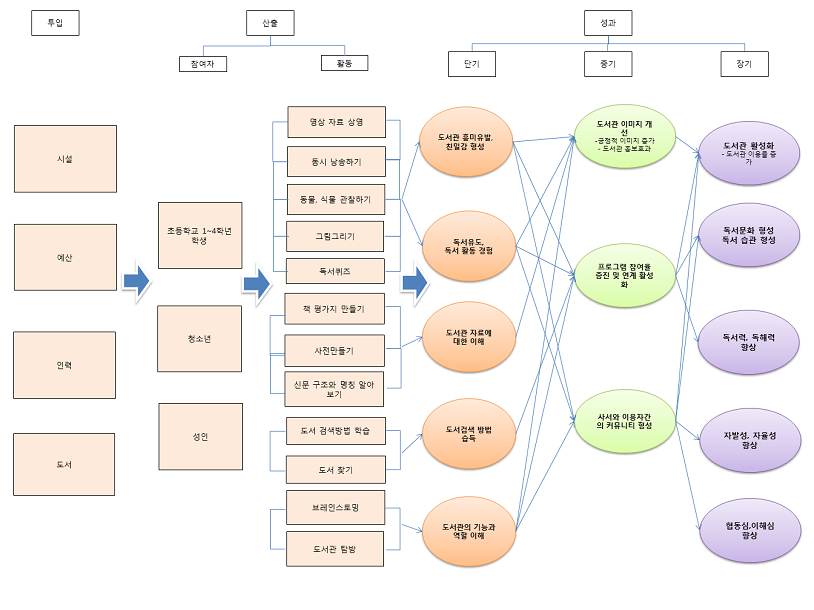 투입
산출
성과
참여자
활동
단기
중기
장기
시설
예산
인력
도서
초등학교 1~4학년
학생
청소년
성인
영상 자료 상영
동시 낭송하기
동물, 식물 관찰하기
그림그리기
독서퀴즈
책 평가지 만들기
사전만들기
신문 구조와 명칭 알아
보기
도서 검색방법 학습
도서 찾기
브레인스토밍
도서관 탐방
도서관 흥미유발,
친밀감 형성
독서유도,
독서 활동 경험
도서관 자료에
대한 이해
도서검색 방법
습득
도서관의 기능과
역할 이해
도서관 이미지 개
선
-긍정적 이미지 증가
- 도서관 홍보효과
프로그램 참여율
증진 및 연계 활성
화
사서와 이용자간
의 커뮤니티 형성
도서관 활성화
- 도서관 이용률 증
가
독서문화 형성
독서 습관 형성
독서력, 독해력
향상
자발성, 자율성
향상
협동심,이해심
향상